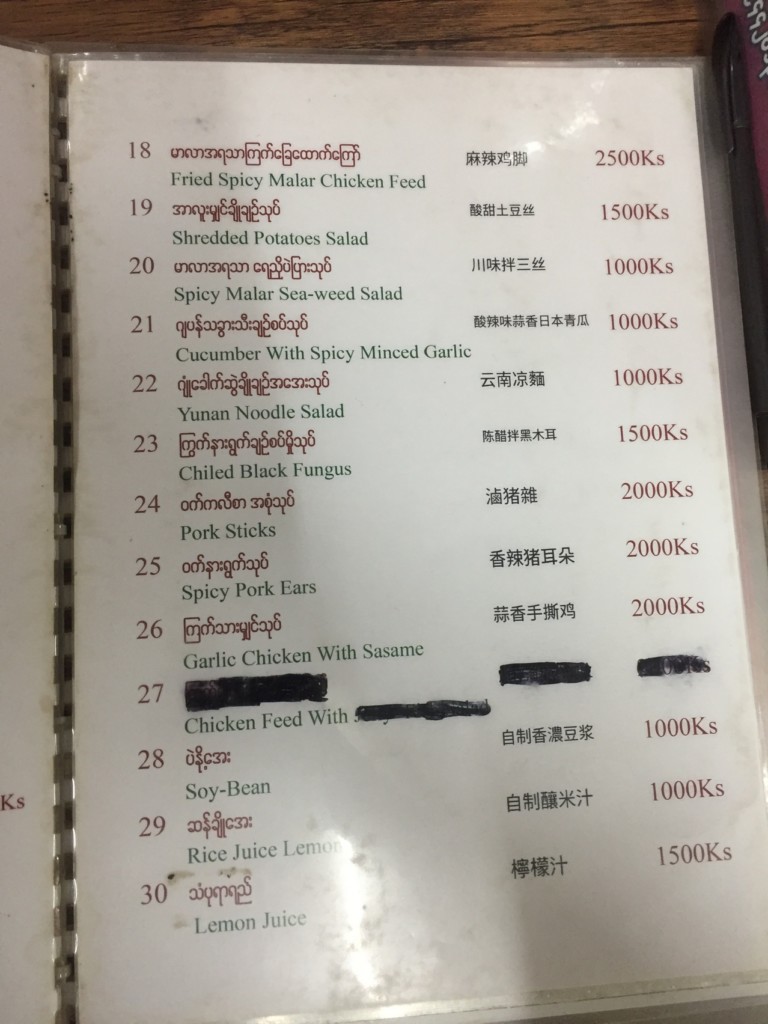 18 မာလာအရသာကြက်ခြေထောက်ကြော် 麻辣鸡脚 2500Ks
Fried Spicy Malar Chicken Feed
19 အာလူးမျှင်ချိုချဉ်သုပ် 酸甜土豆丝 1500Ks
Shredded Potatoes Salad
20 မာလာအရသာ ရေညှိပဲပြားသုပ် 川味拌三丝 1000Ks
Spicy Malar Sea-weed Salad
21 ဂျပန်သခွားသီးချဉ်စပ်သုပ် 酸辣味蒜香日本青瓜 1000Ks
Cucumber With Spicy Minced Garlic
22 ဂျုံခေါက်ဆွဲချိုချဉ်အအေးသုပ် 云南凉麵 1000Ks
Yunan Noodle Salad
23 ကြွက်နားရွက်ချဉ်စပ်မှိုသုပ် 陈醋拌黑木耳 1500Ks
Chiled Black Fungus
24 ဝက်ကလီစာ အစုံသုပ် 滷猪雜 2000Ks
Pork Sticks
25 ဝက်နားရွက်သုပ် 香辣猪耳朵 2000Ks
Spicy Pork Ears
26 ကြက်သားမျှင်သုပ် 蒜香手撕鸡 2000Ks
Garlic Chicken With Sasame
27
Chicken Feed With
28 ပဲနို့အေး 自制香濃豆浆 1000Ks
Soy-Bean
29 ဆန်ချိုအေး 自制釀米汁 1000Ks
Rice Juice Lemon
30 သံပုရာရည် 檸檬汁 1500Ks
Lemon Juice
Ks